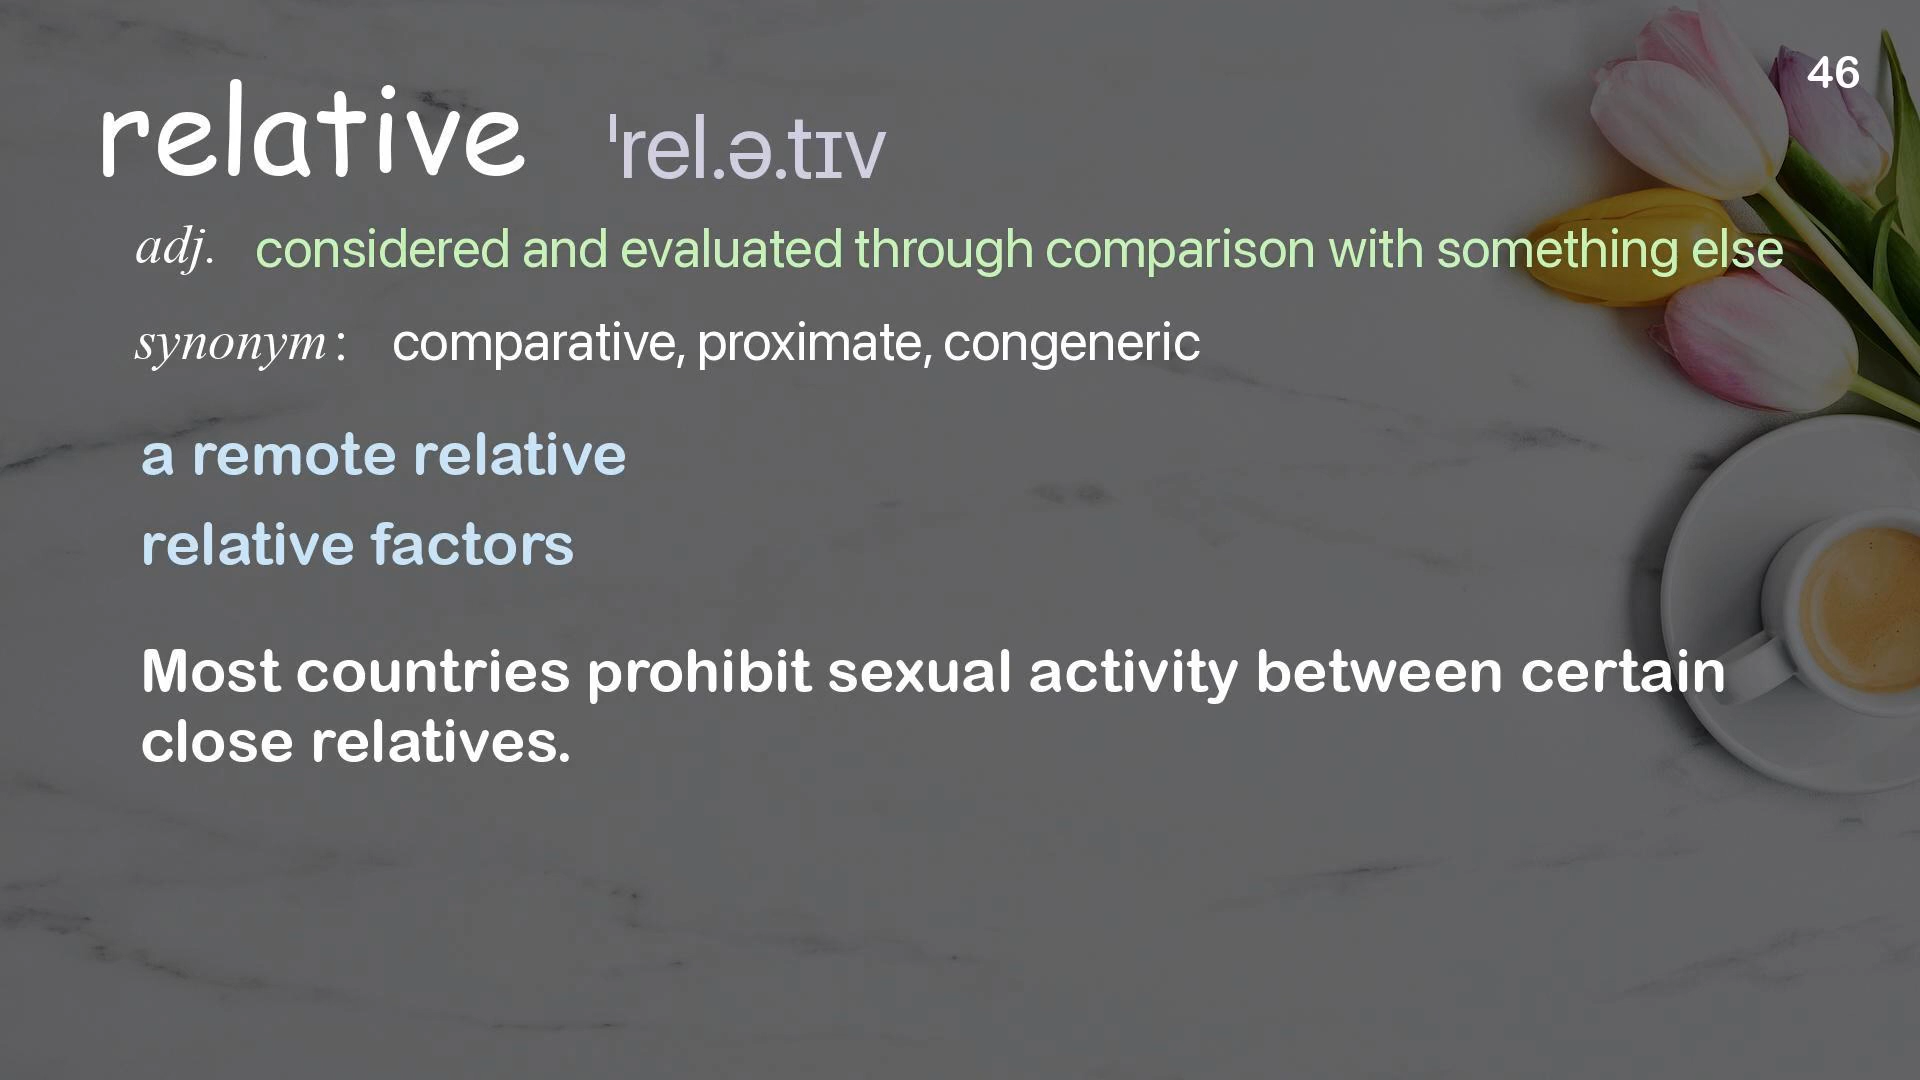 46
relative ˈrel.ə.tɪv
adj. considered and evaluated through comparison with something else
synonym: comparative, proximate, congeneric
a remote relative
relative factors
Most countries prohibit sexual activity between certain
close relatives.